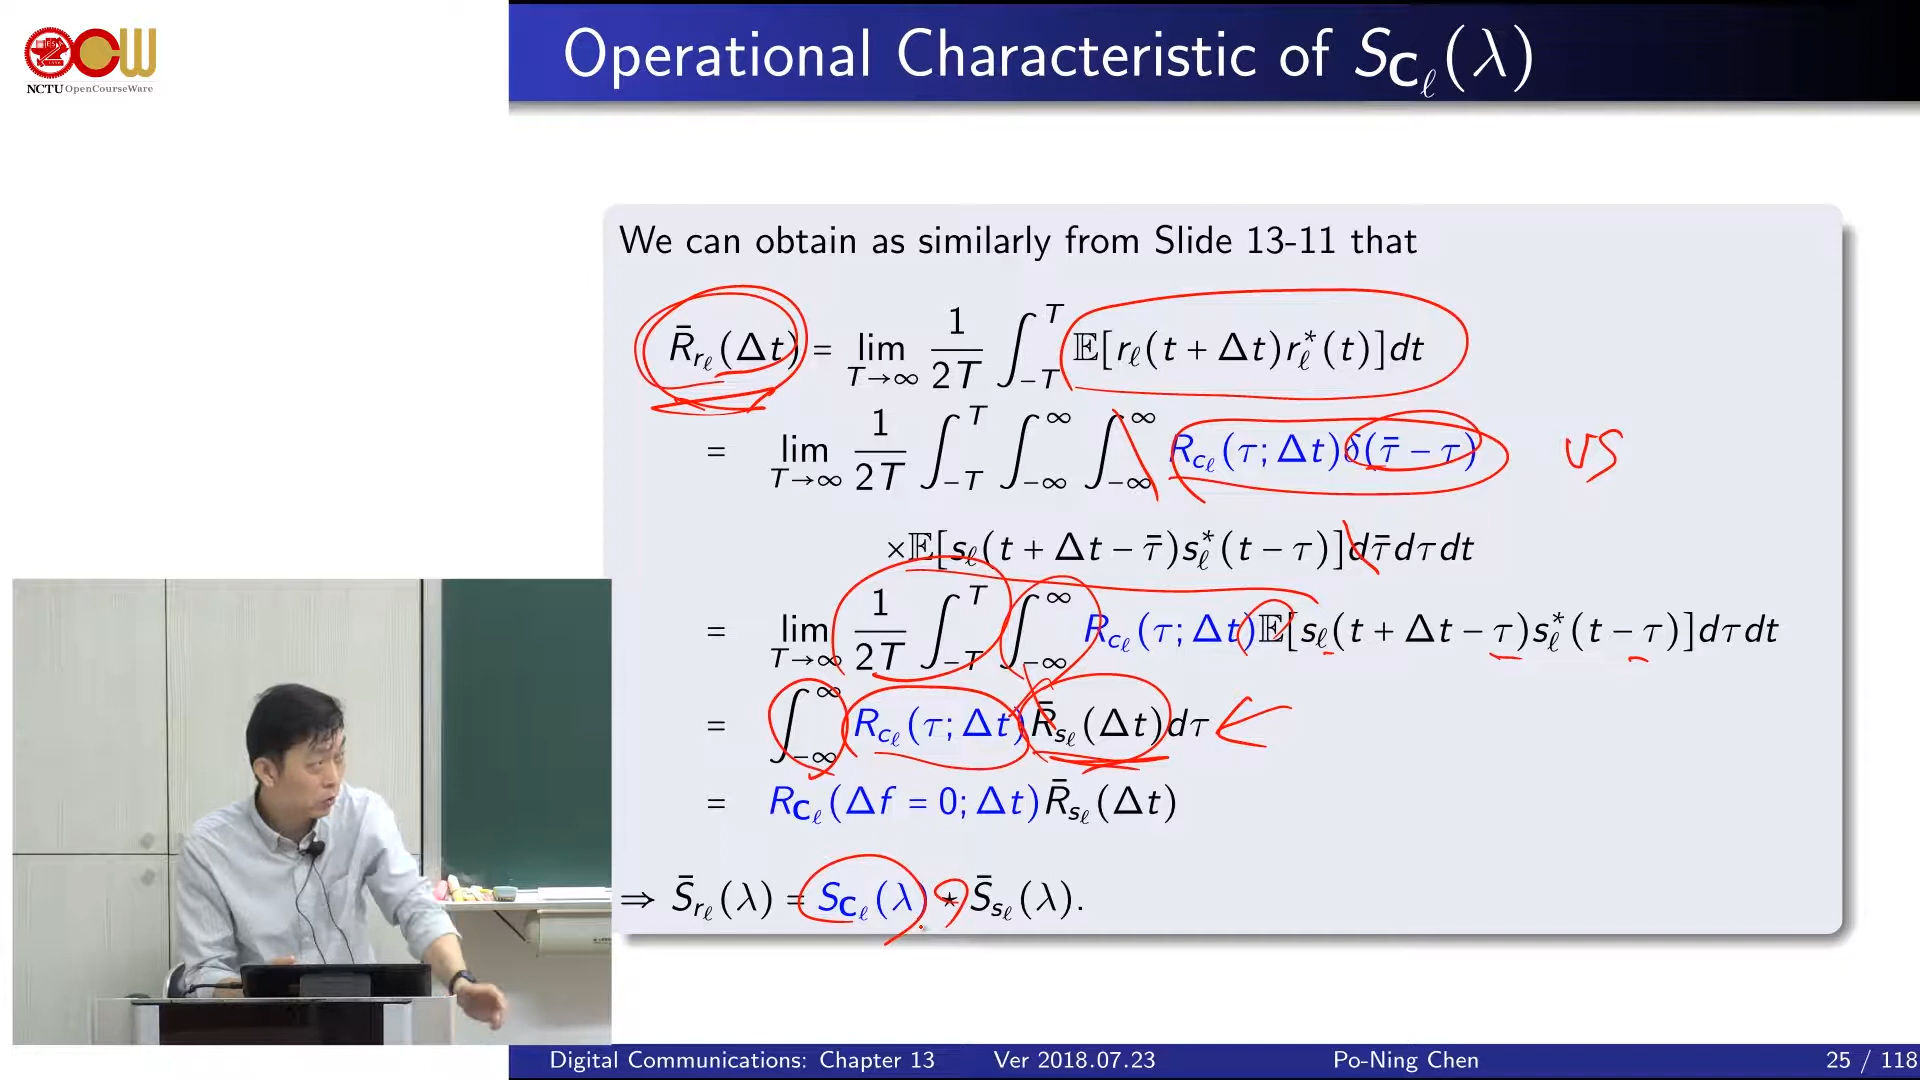 NCTU OpenCourseWare
Operational Characteristic of S_{C_ℓ}(λ)
We can obtain as similarly from Slide 13-11 that
R̄_{r_ℓ}(Δt) = lim_{T→∞} 1/2T ∫_{-T}^{T} 𝔼[r_ℓ(t + Δt)r_ℓ^*(t)]dt
= lim_{T→∞} 1/2T ∫_{-T}^{T} ∫_{-∞}^{∞} ∫_{-∞}^{∞} R_{c_ℓ}(τ; Δt)δ(τ̄ − τ) vs
×𝔼[s_ℓ(t + Δt − τ̄)s_ℓ^*(t − τ)]dτ̄dτdt
= lim_{T→∞} 1/2T ∫_{-T}^{T} ∫_{-∞}^{∞} R_{c_ℓ}(τ; Δt)𝔼[s_ℓ(t + Δt − τ)s_ℓ^*(t − τ)]dτdt
= ∫_{-∞}^{∞} R_{c_ℓ}(τ; Δt)R̄_{s_ℓ}(Δt)dτ
= R_{C_ℓ}(Δf = 0; Δt)R̄_{s_ℓ}(Δt)
⇒ S̄_{r_ℓ}(λ) = S_{C_ℓ}(λ) ⋆ S̄_{s_ℓ}(λ).
Digital Communications: Chapter 13 Ver 2018.07.23 Po-Ning Chen 25 / 118